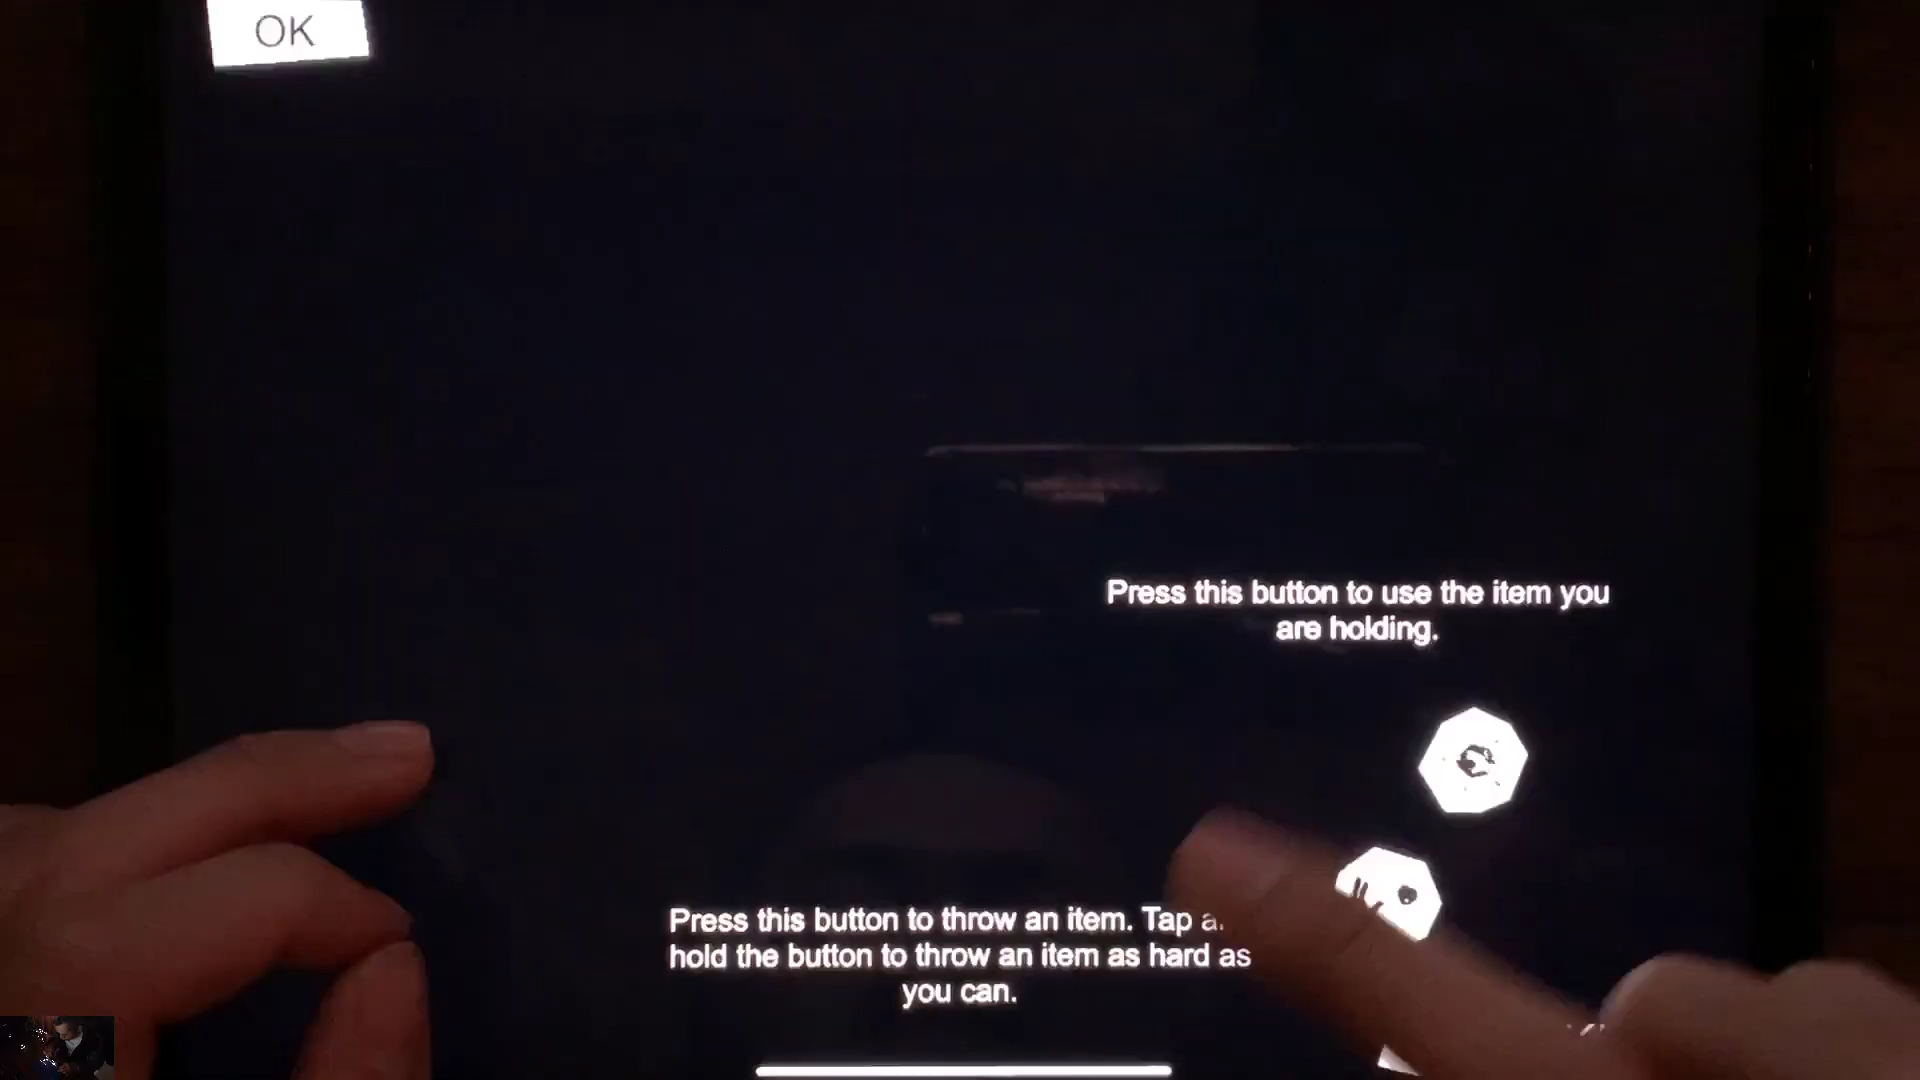 OK
Press this button to use the item you
are holding.
Press this button to throw an item. Tap
hold the button to throw an item as hard as
you can.